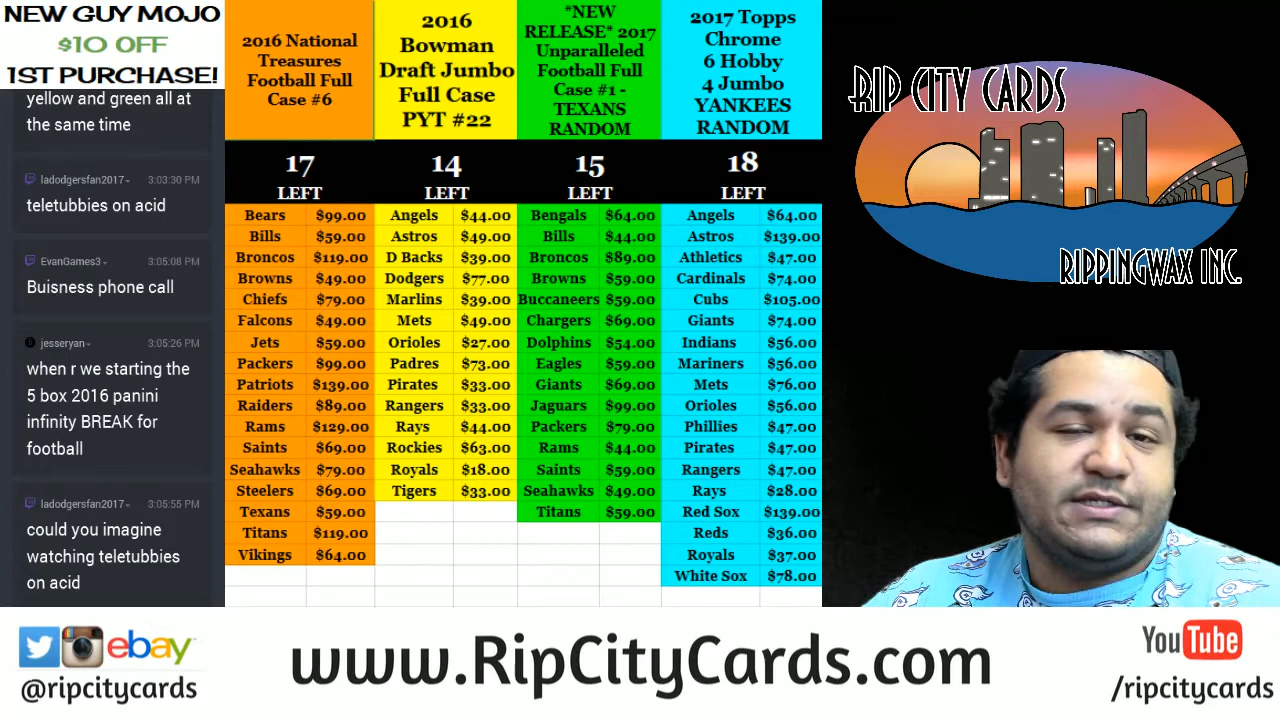 NEW GUY MOJO
$10 OFF
1ST PURCHASE!
yellow and green all at
the same time
ladodgersfan2017 3:03:30 PM
teletubbies on acid
EvanGames3 3:05:08 PM
Buisness phone call
jesseryan 3:05:26 PM
when r we starting the
5 box 2016 panini
infinity BREAK for
football
ladodgersfan2017 3:05:55 PM
could you imagine
watching teletubbies
on acid
2016 National
Treasures
Football Full
Case #6
17
LEFT
Bears $99.00
Bills $59.00
Broncos $119.00
Browns $49.00
Chiefs $79.00
Falcons $49.00
Jets $59.00
Packers $99.00
Patriots $139.00
Raiders $89.00
Rams $129.00
Saints $69.00
Seahawks $79.00
Steelers $69.00
Texans $59.00
Titans $119.00
Vikings $64.00
2016
Bowman
Draft Jumbo
Full Case
PYT #22
14
LEFT
Angels $44.00
Astros $49.00
D Backs $39.00
Dodgers $77.00
Marlins $39.00
Mets $49.00
Orioles $27.00
Padres $73.00
Pirates $33.00
Rangers $33.00
Rays $44.00
Rockies $63.00
Royals $18.00
Tigers $33.00
*NEW
RELEASE* 2017
Unparalleled
Football Full
Case #1 -
TEXANS
RANDOM
15
LEFT
Bengals $64.00
Bills $44.00
Broncos $89.00
Browns $59.00
Buccaneers $59.00
Chargers $69.00
Dolphins $54.00
Eagles $59.00
Giants $69.00
Jaguars $99.00
Packers $79.00
Rams $44.00
Saints $59.00
Seahawks $49.00
Titans $59.00
2017 Topps
Chrome
6 Hobby
4 Jumbo
YANKEES
RANDOM
18
LEFT
Angels $64.00
Astros $139.00
Athletics $47.00
Cardinals $74.00
Cubs $105.00
Giants $74.00
Indians $56.00
Mariners $56.00
Mets $76.00
Orioles $56.00
Phillies $47.00
Pirates $47.00
Rangers $47.00
Rays $28.00
Red Sox $139.00
Reds $36.00
Royals $37.00
White Sox $78.00
RIP CITY CARDS
RIPPINGWAX INC.
ebay
@ripcitycards
www.RipCityCards.com
YouTube
/ripcitycards